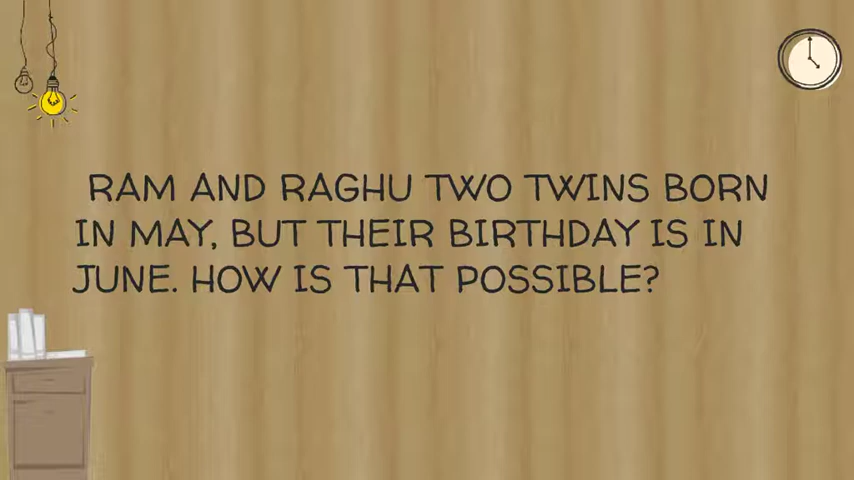 RAM AND RAGHU TWO TWINS BORN
IN MAY, BUT THEIR BIRTHDAY IS IN
JUNE. HOW IS THAT POSSIBLE?